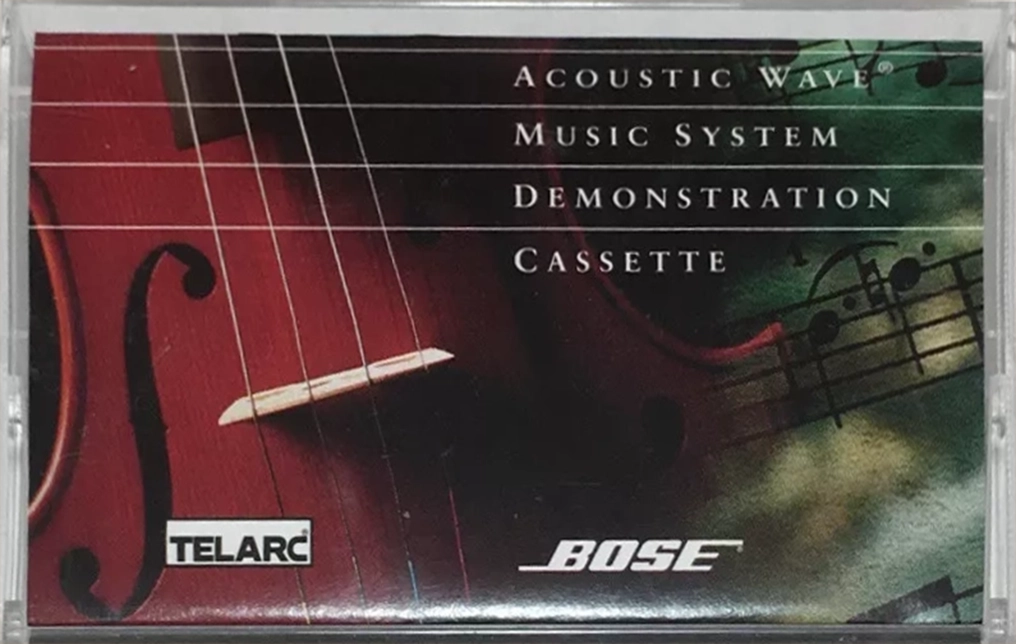 ACOUSTIC WAVE®
MUSIC SYSTEM
DEMONSTRATION
CASSETTE
TELARC®
BOSE®